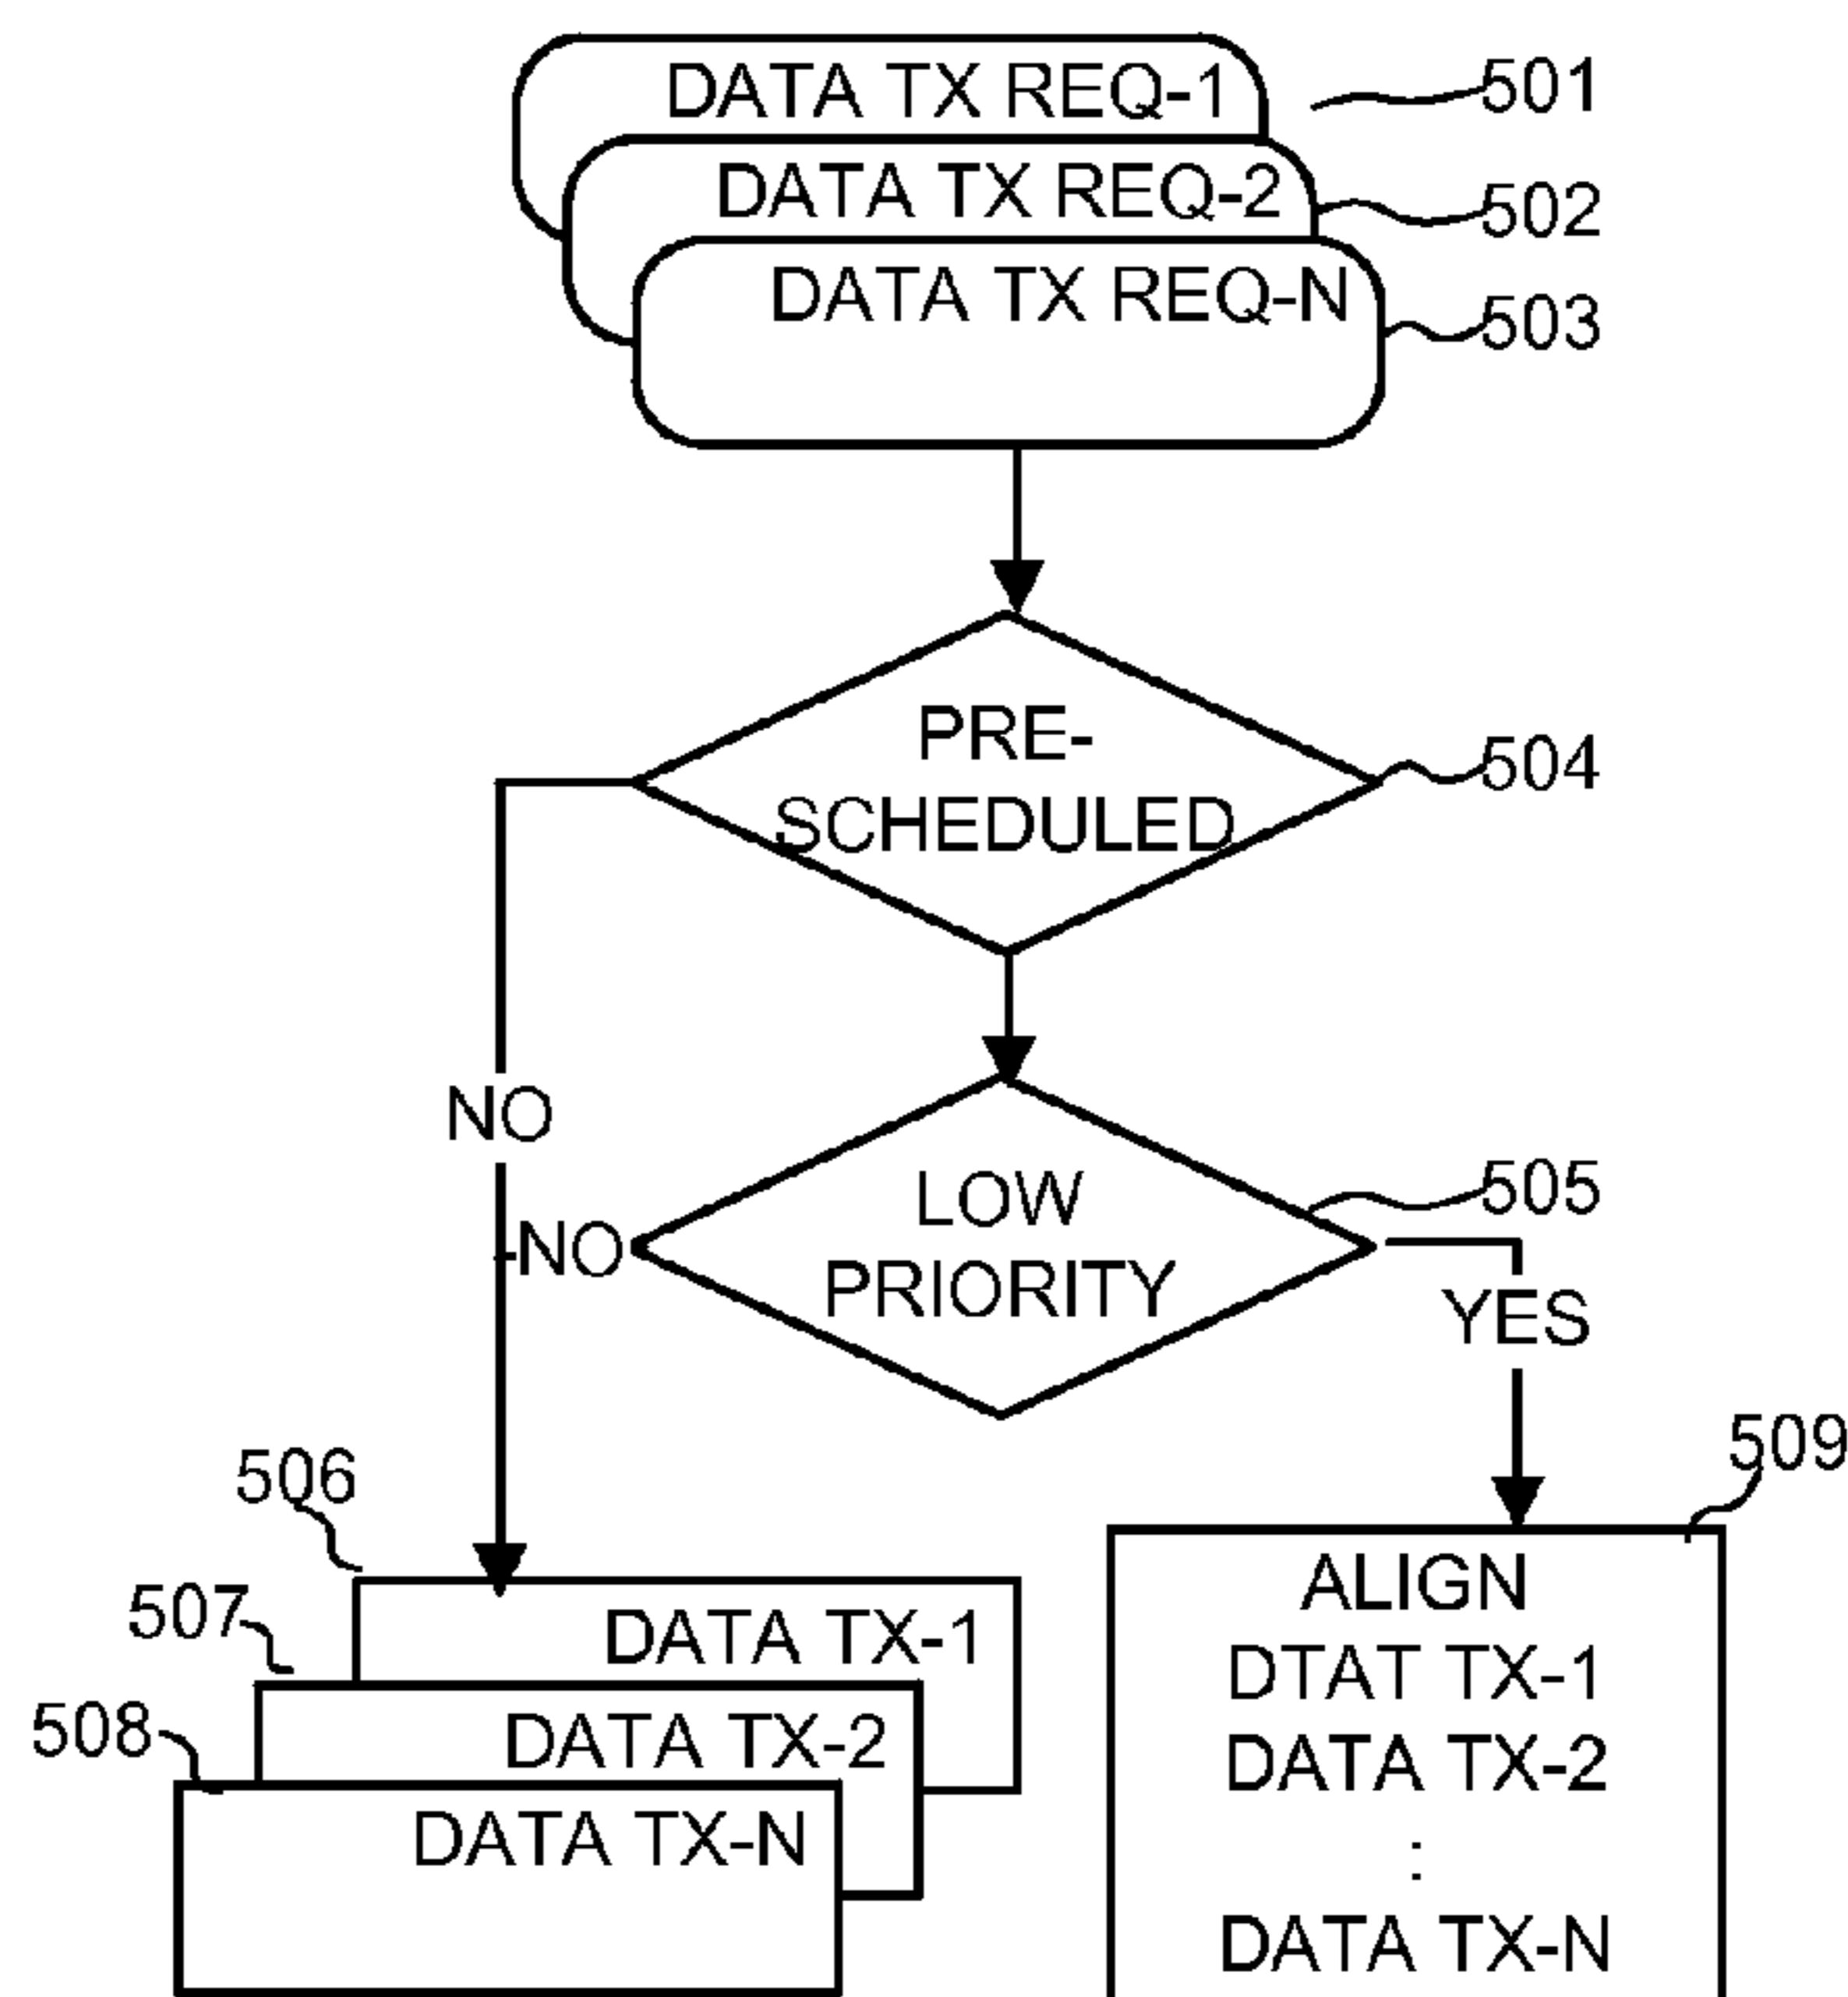 DATA TX REQ-1
501
DATA TX REQ-2
502
DATA TX REQ-N
503
PRE-
SCHEDULED
504
NO
LOW
PRIORITY
505
NO
YES
506
507
508
DATA TX-1
DATA TX-2
DATA TX-N
509
ALIGN
DTAT TX-1
DATA TX-2
:
DATA TX-N